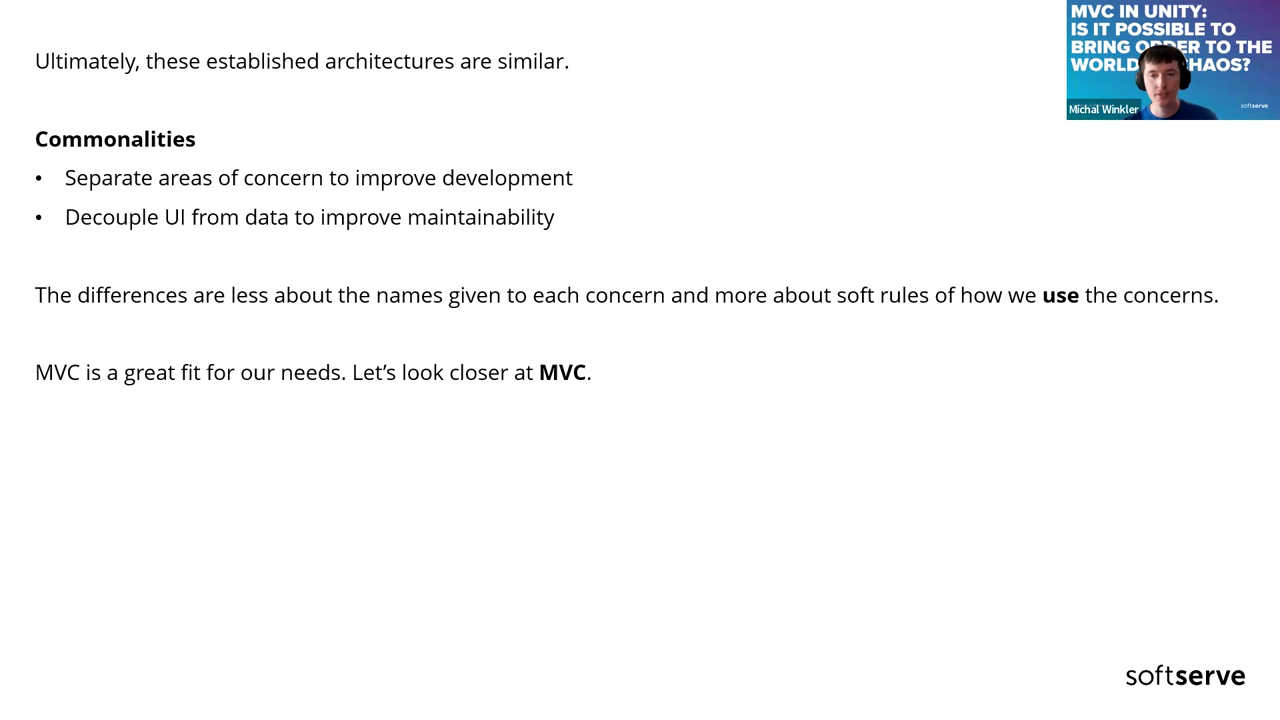 Ultimately, these established architectures are similar.
Commonalities
• Separate areas of concern to improve development
• Decouple UI from data to improve maintainability
The differences are less about the names given to each concern and more about soft rules of how we use the concerns.
MVC is a great fit for our needs. Let’s look closer at MVC.
MVC IN UNITY:
IS IT POSSIBLE TO
BRING TO THE
WORLD
Michal Winkler
softserve
softserve